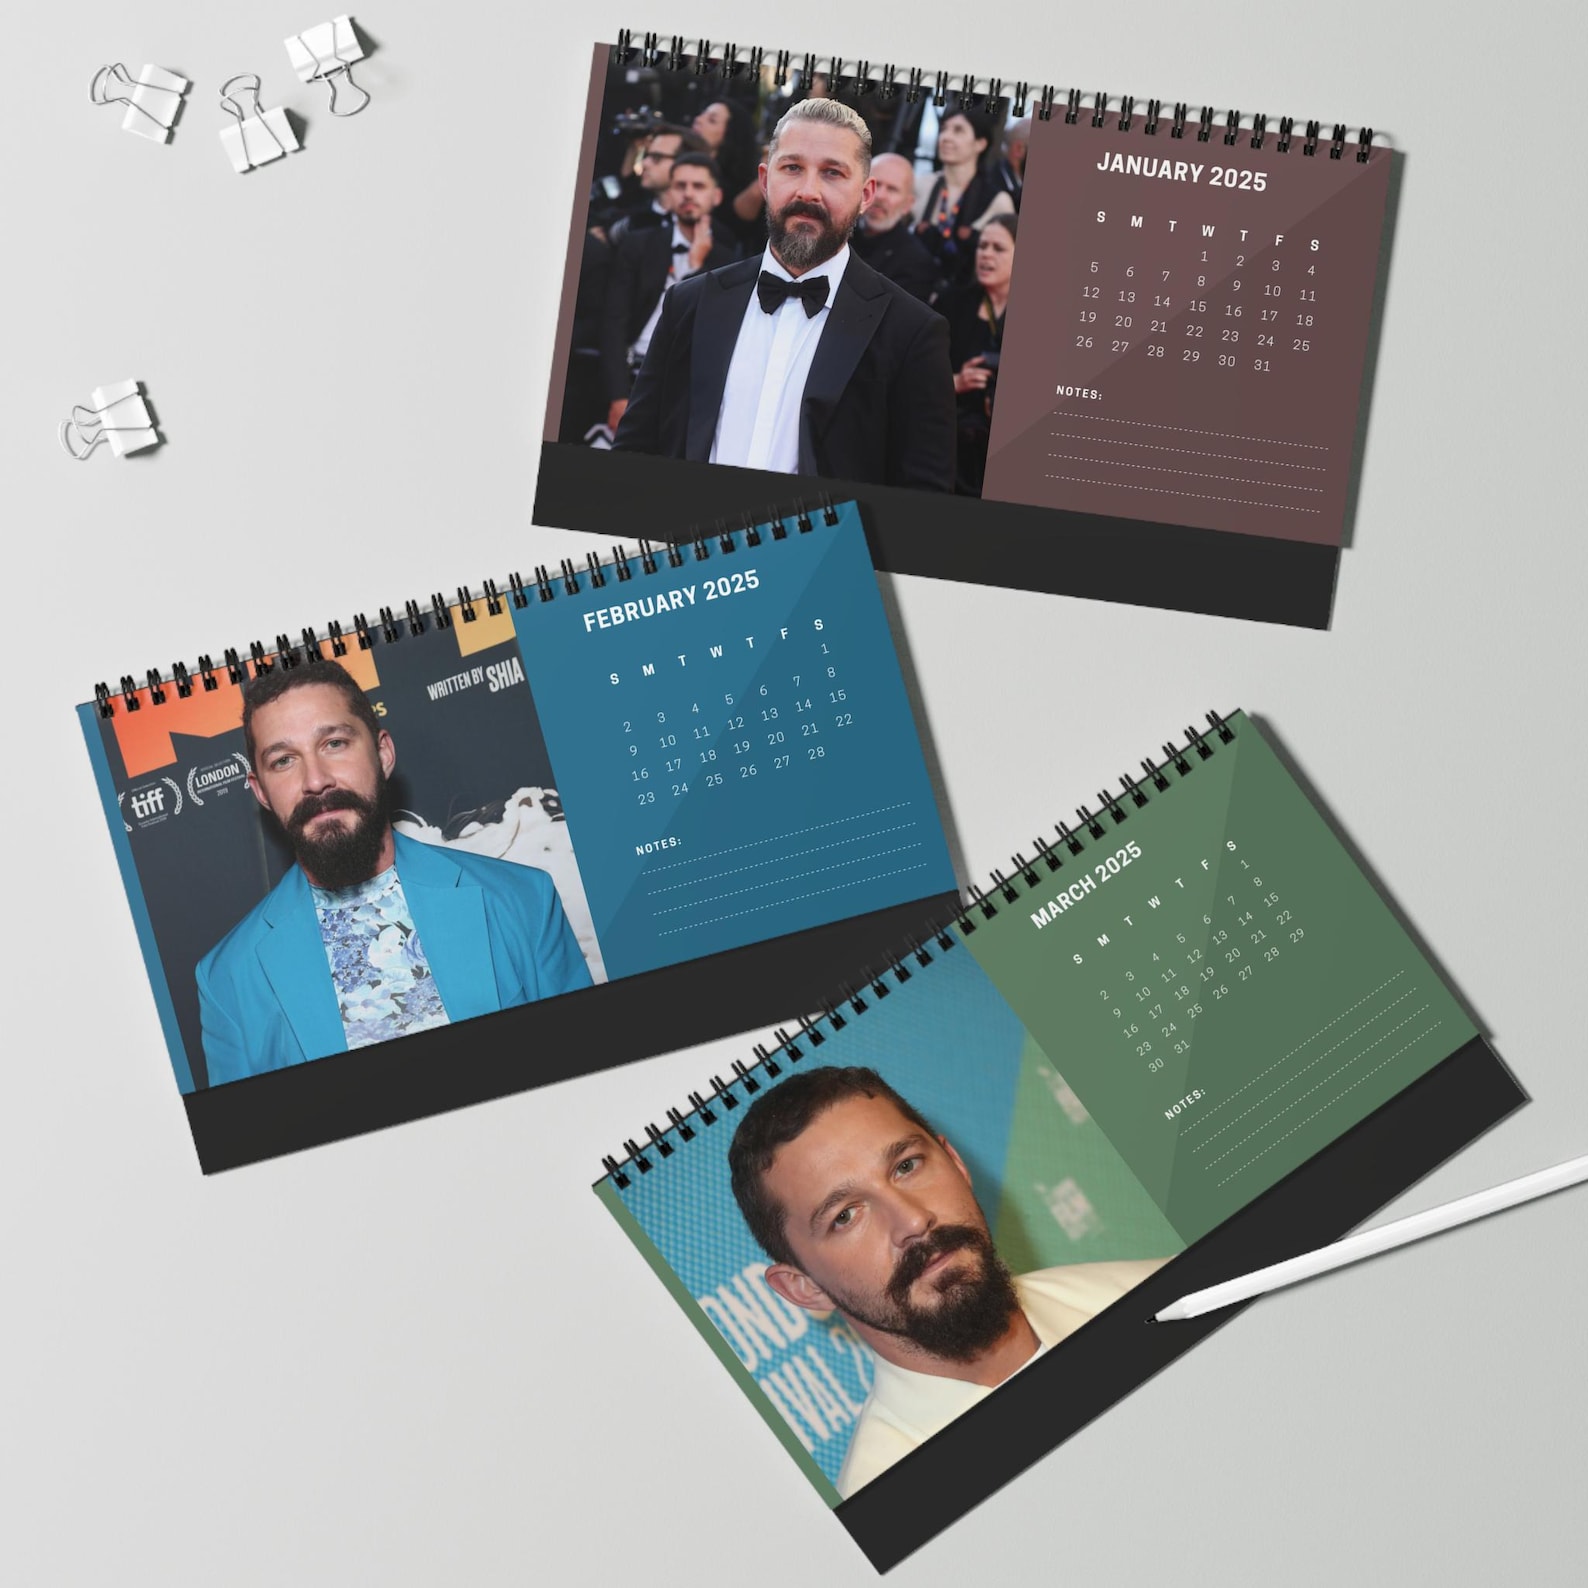 JANUARY 2025
S M T W T F S
1 2 3 4
5 6 7 8 9 10 11
12 13 14 15 16 17 18
19 20 21 22 23 24 25
26 27 28 29 30 31
NOTES:
FEBRUARY 2025
S M T W T F S
1
2 3 4 5 6 7 8
9 10 11 12 13 14 15
16 17 18 19 20 21 22
23 24 25 26 27 28
NOTES:
WRITTEN BY SHIA
es
tiff
LONDON
2019
MARCH 2025
S M T W T F S
1
2 3 4 5 6 7 8
9 10 11 12 13 14 15
16 17 18 19 20 21 22
23 24 25 26 27 28 29
30 31
NOTES:
OND
IVAL 2